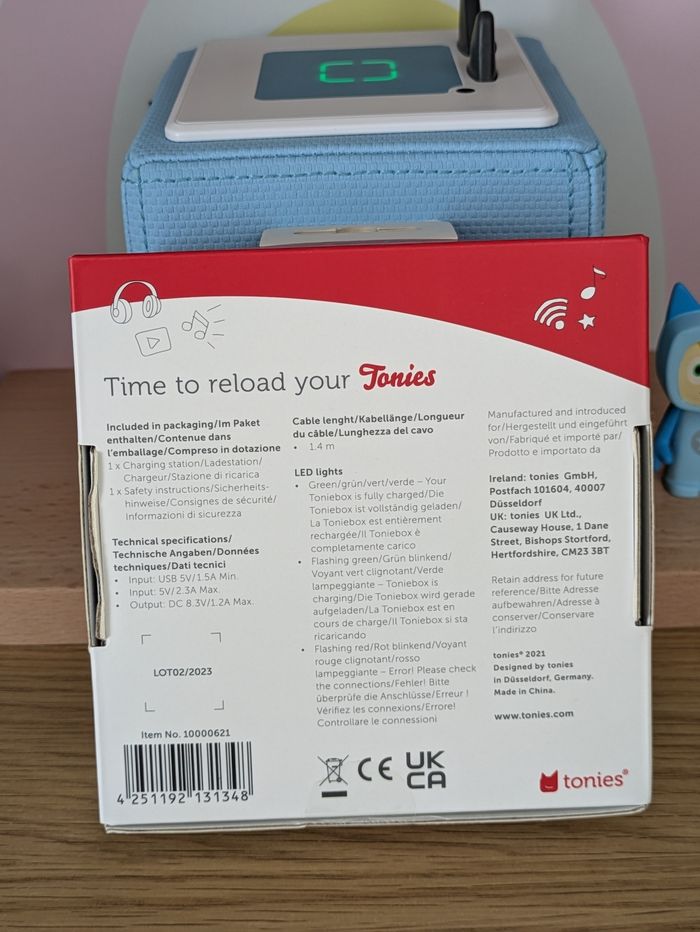 Time to reload your Tonies
Included in packaging/Im Paket
enthalten/Contenue dans
l'emballage/Compreso in dotazione
1 x Charging station/Ladestation/
Chargeur/Stazione di ricarica
1 x Safety instructions/Sicherheits-
hinweise/Consignes de sécurité/
Informazioni di sicurezza
Technical specifications/
Technische Angaben/Données
techniques/Dati tecnici
• Input: USB 5V/1.5A Min.
• Input: 5V/2.3A Max.
• Output: DC 8.3V/1.2A Max.
LOT02/2023
Item No. 10000621
4 251192 131348
Cable lenght/Kabellänge/Longueur
du câble/Lunghezza del cavo
• 1.4 m
LED lights
• Green/grün/vert/verde – Your
Toniebox is fully charged/Die
Toniebox ist vollständig geladen/
La Toniebox est entièrement
rechargée/Il Toniebox è
completamente carico
• Flashing green/Grün blinkend/
Voyant vert clignotant/Verde
lampeggiante – Toniebox is
charging/Die Toniebox wird gerade
aufgeladen/La Toniebox est en
cours de charge/Il Toniebox si sta
ricaricando
• Flashing red/Rot blinkend/Voyant
rouge clignotant/rosso
lampeggiante – Error! Please check
the connections/Fehler! Bitte
überprüfe die Anschlüsse/Erreur !
Vérifiez les connexions/Errore!
Controllare le connessioni
CE UK
CA
Manufactured and introduced
for/Hergestellt und eingeführt
von/Fabriqué et importé par/
Prodotto e importato da
Ireland: tonies GmbH,
Postfach 101604, 40007
Düsseldorf
UK: tonies UK Ltd.,
Causeway House, 1 Dane
Street, Bishops Stortford,
Hertfordshire, CM23 3BT
Retain address for future
reference/Bitte Adresse
aufbewahren/Adresse à
conserver/Conservare
l'indirizzo
tonies® 2021
Designed by tonies
in Düsseldorf, Germany.
Made in China.
www.tonies.com
tonies®